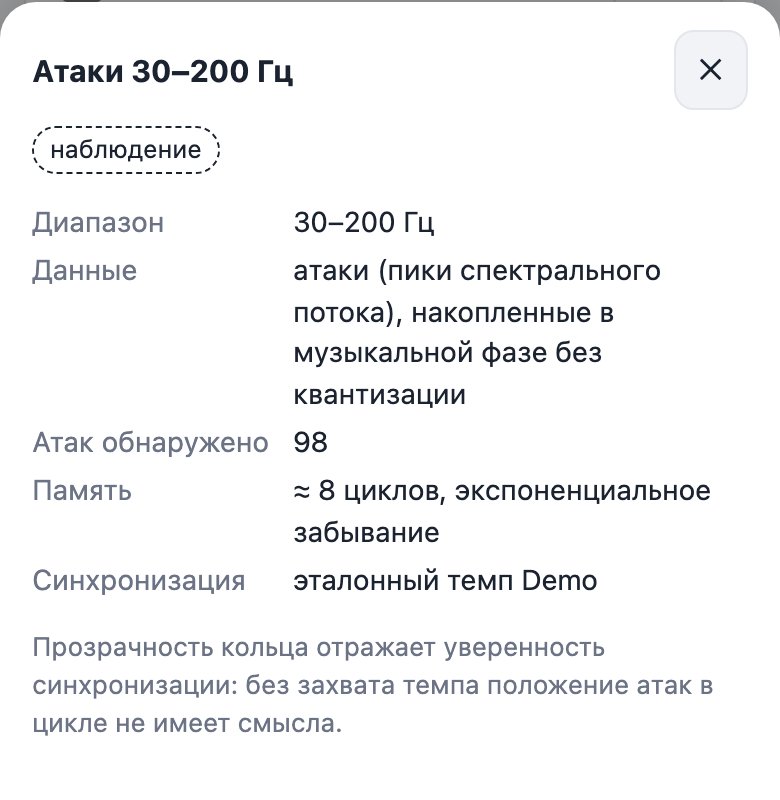 Атаки 30–200 Гц
наблюдение
Диапазон 30–200 Гц
Данные атаки (пики спектрального
потока), накопленные в
музыкальной фазе без
квантизации
Атак обнаружено 98
Память ≈ 8 циклов, экспоненциальное
забывание
Синхронизация эталонный темп Demo
Прозрачность кольца отражает уверенность
синхронизации: без захвата темпа положение атак в
цикле не имеет смысла.